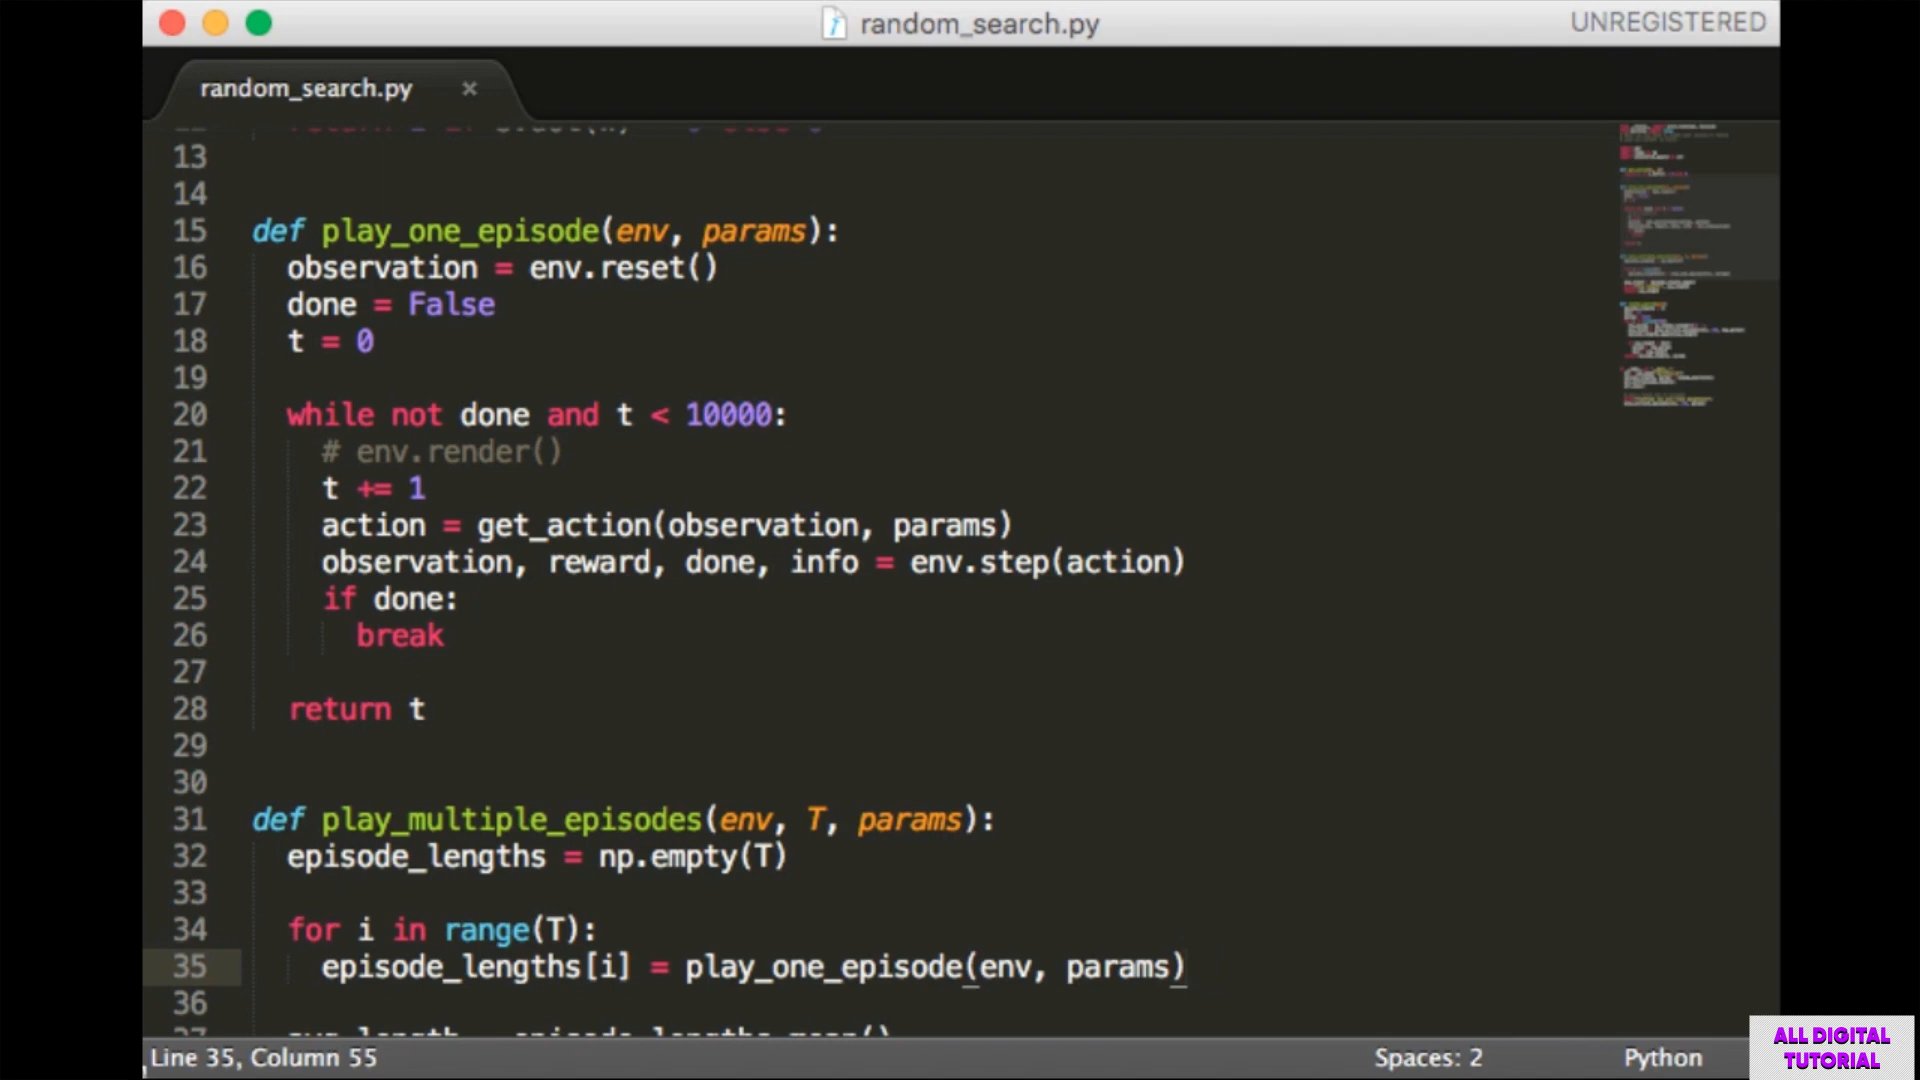 random_search.py
UNREGISTERED
random_search.py ×
13
14
15 def play_one_episode(env, params):
16 observation = env.reset()
17 done = False
18 t = 0
19
20 while not done and t < 10000:
21 # env.render()
22 t += 1
23 action = get_action(observation, params)
24 observation, reward, done, info = env.step(action)
25 if done:
26 break
27
28 return t
29
30
31 def play_multiple_episodes(env, T, params):
32 episode_lengths = np.empty(T)
33
34 for i in range(T):
35 episode_lengths[i] = play_one_episode(env, params)
36
Line 35, Column 55
Spaces: 2
Python
ALL DIGITAL
TUTORIAL